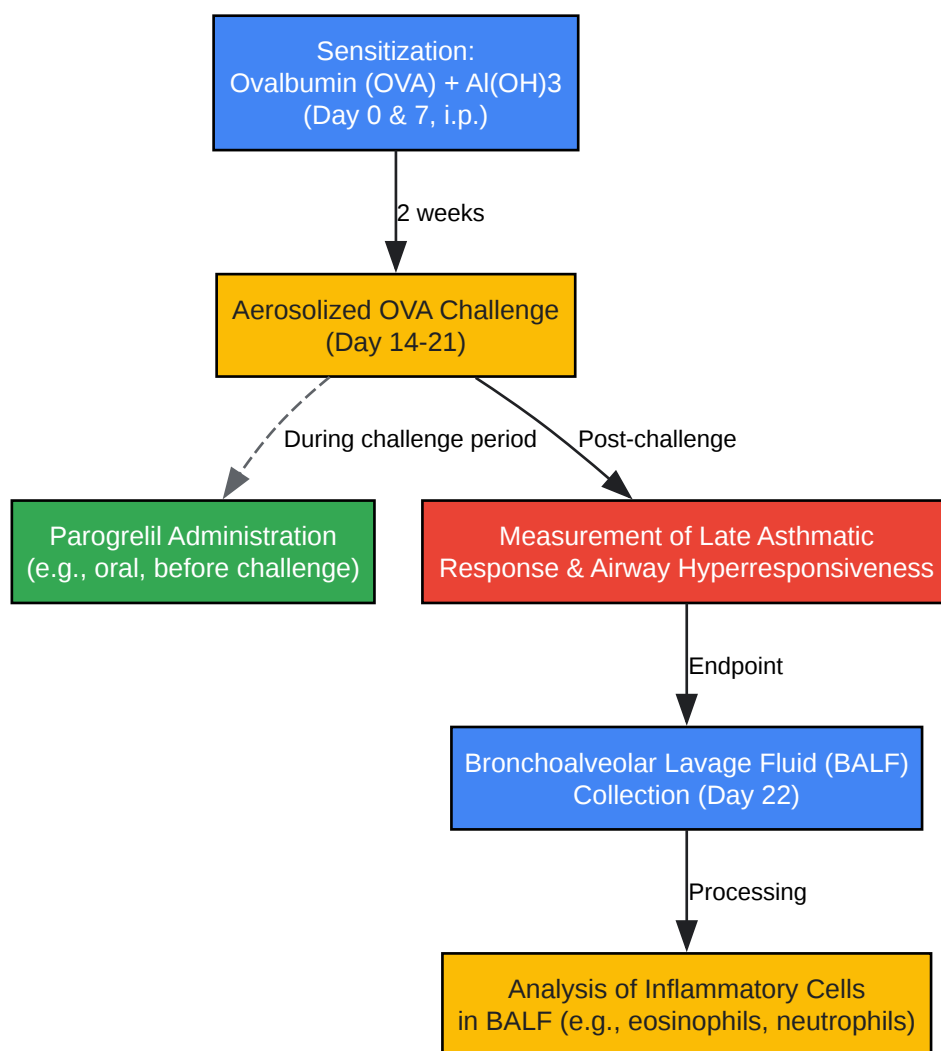 Sensitization:
Ovalbumin (OVA) + Al(OH)3
(Day 0 & 7, i.p.)
2 weeks
Aerosolized OVA Challenge
(Day 14-21)
During challenge period
Post-challenge
Parogrelil Administration
(e.g., oral, before challenge)
Measurement of Late Asthmatic
Response & Airway Hyperresponsiveness
Endpoint
Bronchoalveolar Lavage Fluid (BALF)
Collection (Day 22)
Processing
Analysis of Inflammatory Cells
in BALF (e.g., eosinophils, neutrophils)